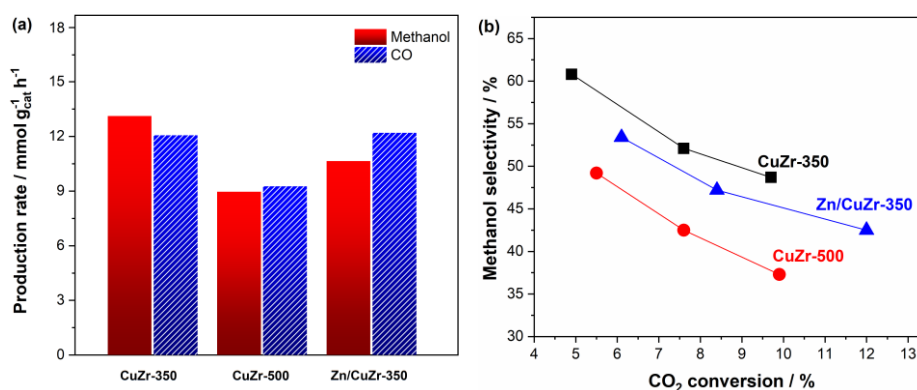 (a)
Methanol
CO
Production rate / mmol g⁻¹cat h⁻¹
18
15
12
9
6
3
0
CuZr-350 CuZr-500 Zn/CuZr-350
(b)
Methanol selectivity / %
65
60
55
50
45
40
35
30
CuZr-350
Zn/CuZr-350
CuZr-500
4 5 6 7 8 9 10 11 12 13
CO₂ conversion / %